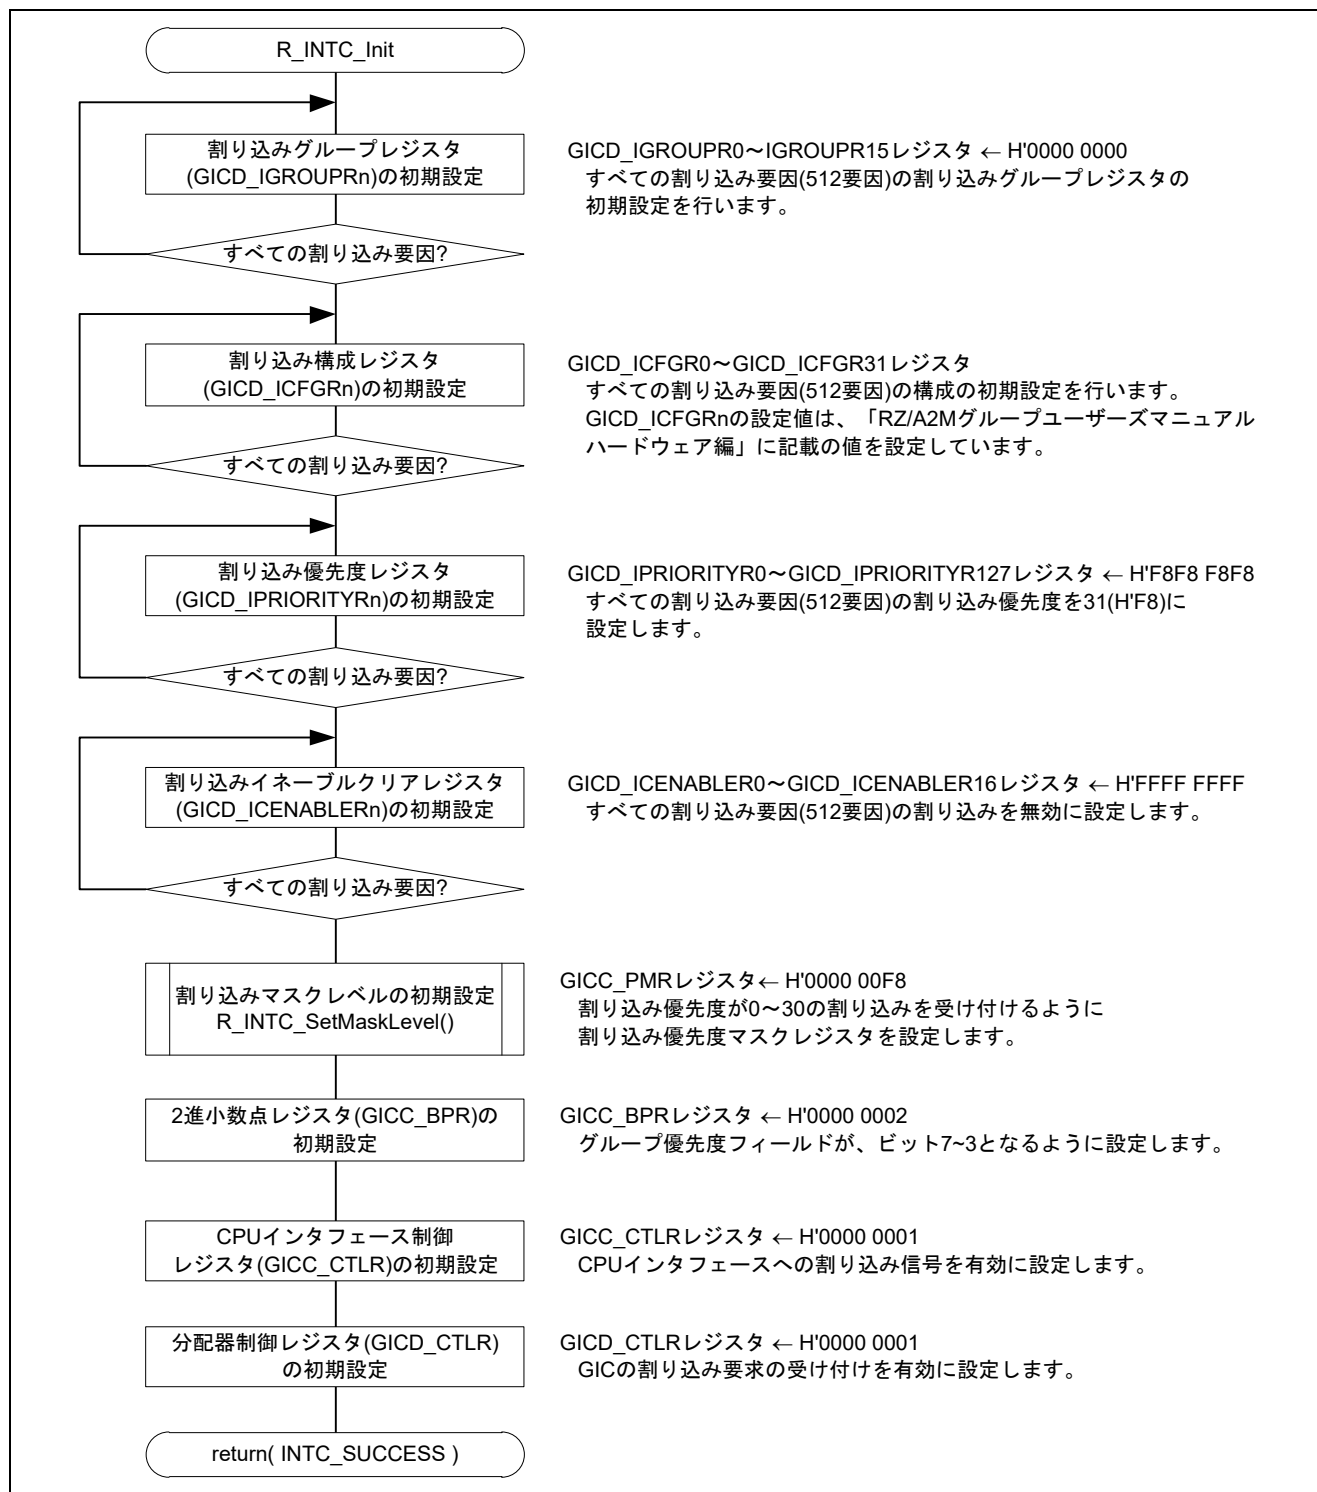 R_INTC_Init
割り込みグループレジスタ
(GICD_IGROUPRn)の初期設定
GICD_IGROUPR0～IGROUPR15レジスタ ← H'0000 0000
すべての割り込み要因(512要因)の割り込みグループレジスタの
初期設定を行います。
すべての割り込み要因?
割り込み構成レジスタ
(GICD_ICFGRn)の初期設定
GICD_ICFGR0～GICD_ICFGR31レジスタ
すべての割り込み要因(512要因)の構成の初期設定を行います。
GICD_ICFGRnの設定値は、「RZ/A2Mグループユーザーズマニュアル
ハードウェア編」に記載の値を設定しています。
すべての割り込み要因?
割り込み優先度レジスタ
(GICD_IPRIORITYRn)の初期設定
GICD_IPRIORITYR0～GICD_IPRIORITYR127レジスタ ← H'F8F8 F8F8
すべての割り込み要因(512要因)の割り込み優先度を31(H'F8)に
設定します。
すべての割り込み要因?
割り込みイネーブルクリアレジスタ
(GICD_ICENABLERn)の初期設定
GICD_ICENABLER0～GICD_ICENABLER16レジスタ ← H'FFFF FFFF
すべての割り込み要因(512要因)の割り込みを無効に設定します。
すべての割り込み要因?
割り込みマスクレベルの初期設定
R_INTC_SetMaskLevel()
GICC_PMRレジスタ← H'0000 00F8
割り込み優先度が0～30の割り込みを受け付けるように
割り込み優先度マスクレジスタを設定します。
2進小数点レジスタ(GICC_BPR)の
初期設定
GICC_BPRレジスタ ← H'0000 0002
グループ優先度フィールドが、ビット7~3となるように設定します。
CPUインタフェース制御
レジスタ(GICC_CTLR)の初期設定
GICC_CTLRレジスタ ← H'0000 0001
CPUインタフェースへの割り込み信号を有効に設定します。
分配器制御レジスタ(GICD_CTLR)
の初期設定
GICD_CTLRレジスタ ← H'0000 0001
GICの割り込み要求の受け付けを有効に設定します。
return( INTC_SUCCESS )